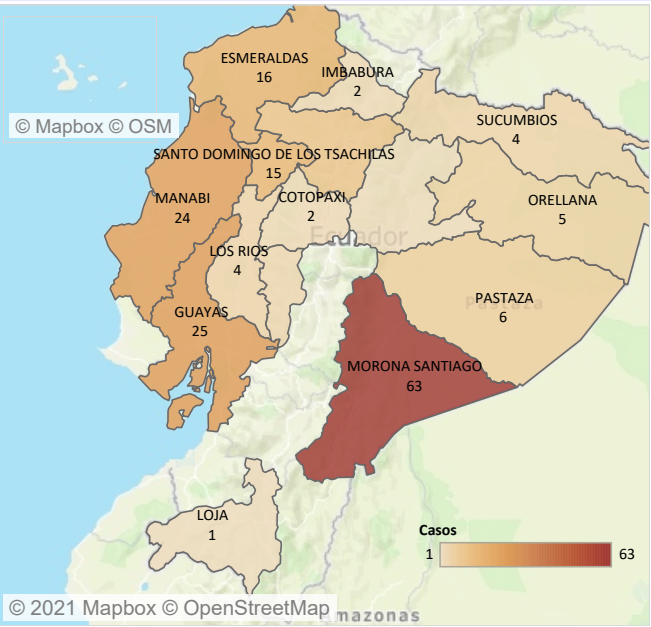 ESMERALDAS
16
IMBABURA
2
© Mapbox © OSM
SUCUMBIOS
4
SANTO DOMINGO DE LOS TSACHILAS
15
MANABI
24
COTOPAXI
2
ORELLANA
5
Ecuador
LOS RIOS
4
PASTAZA
6
Pastaza
GUAYAS
25
MORONA SANTIAGO
63
LOJA
1
Casos
1
63
© 2021 Mapbox © OpenStreetMap
Amazonas